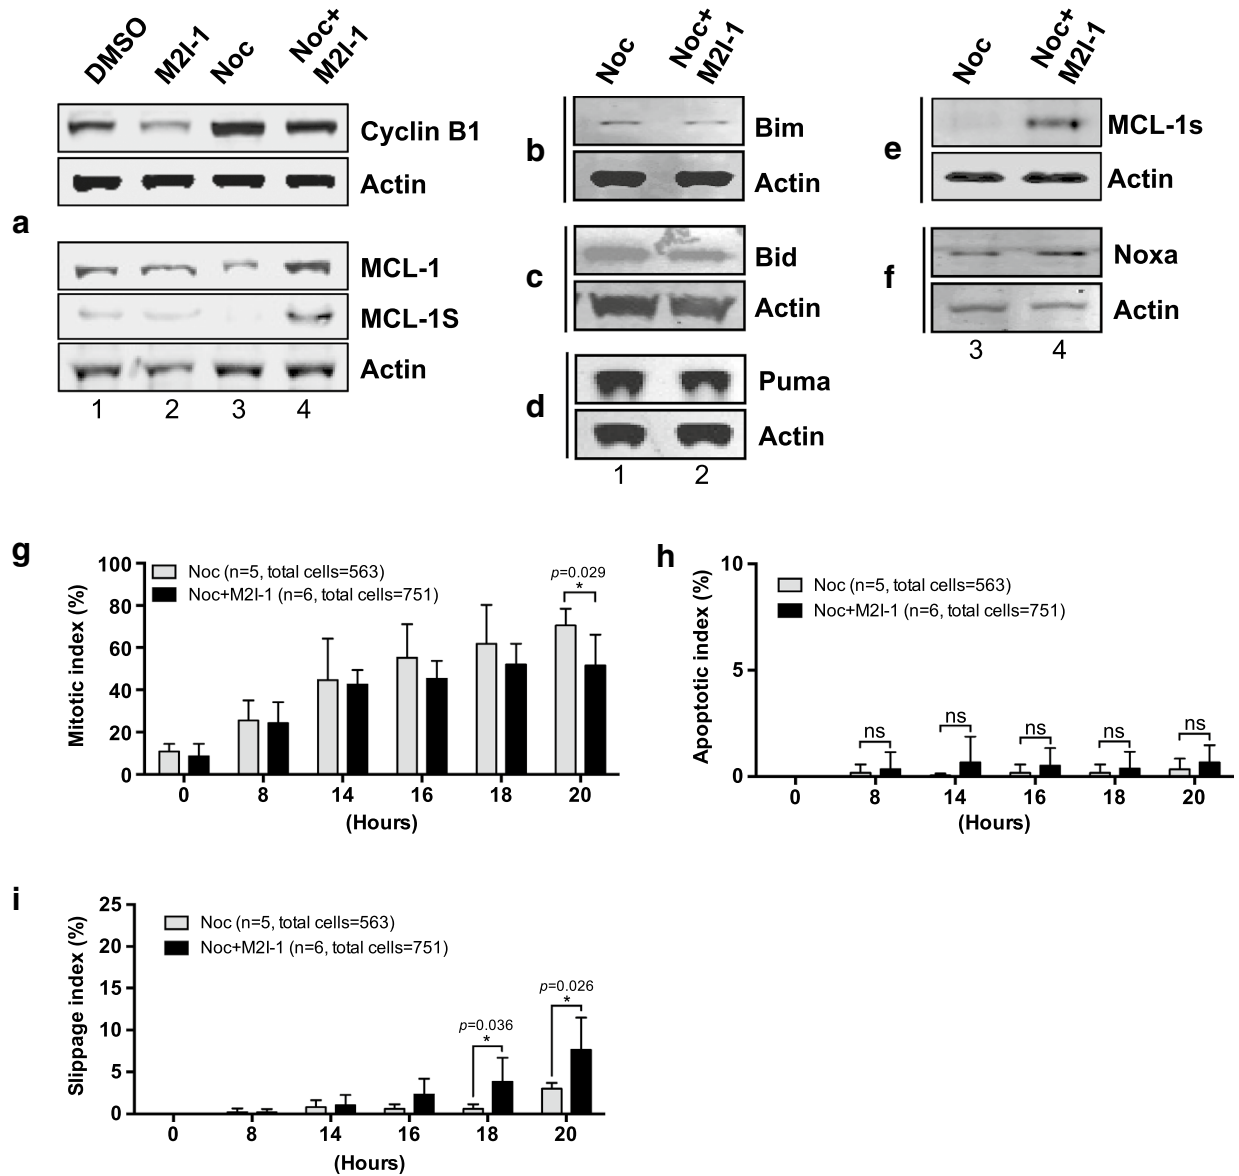 DMSO
M2I-1
Noc
Noc+
M2I-1
Cyclin B1
Actin
a
MCL-1
MCL-1S
Actin
1 2 3 4
Noc
Noc+
M2I-1
b
Bim
Actin
c
Bid
Actin
d
Puma
Actin
1 2
Noc
Noc+
M2I-1
e
MCL-1s
Actin
f
Noxa
Actin
3 4
g
Mitotic index (%)
100
80
60
40
20
0
Noc (n=5, total cells=563)
Noc+M2I-1 (n=6, total cells=751)
p=0.029
*
0 8 14 16 18 20
(Hours)
h
Apoptotic index (%)
10
5
0
Noc (n=5, total cells=563)
Noc+M2I-1 (n=6, total cells=751)
ns ns ns ns ns
0 8 14 16 18 20
(Hours)
i
Slippage index (%)
25
20
15
10
5
0
Noc (n=5, total cells=563)
Noc+M2I-1 (n=6, total cells=751)
p=0.036
*
p=0.026
*
0 8 14 16 18 20
(Hours)